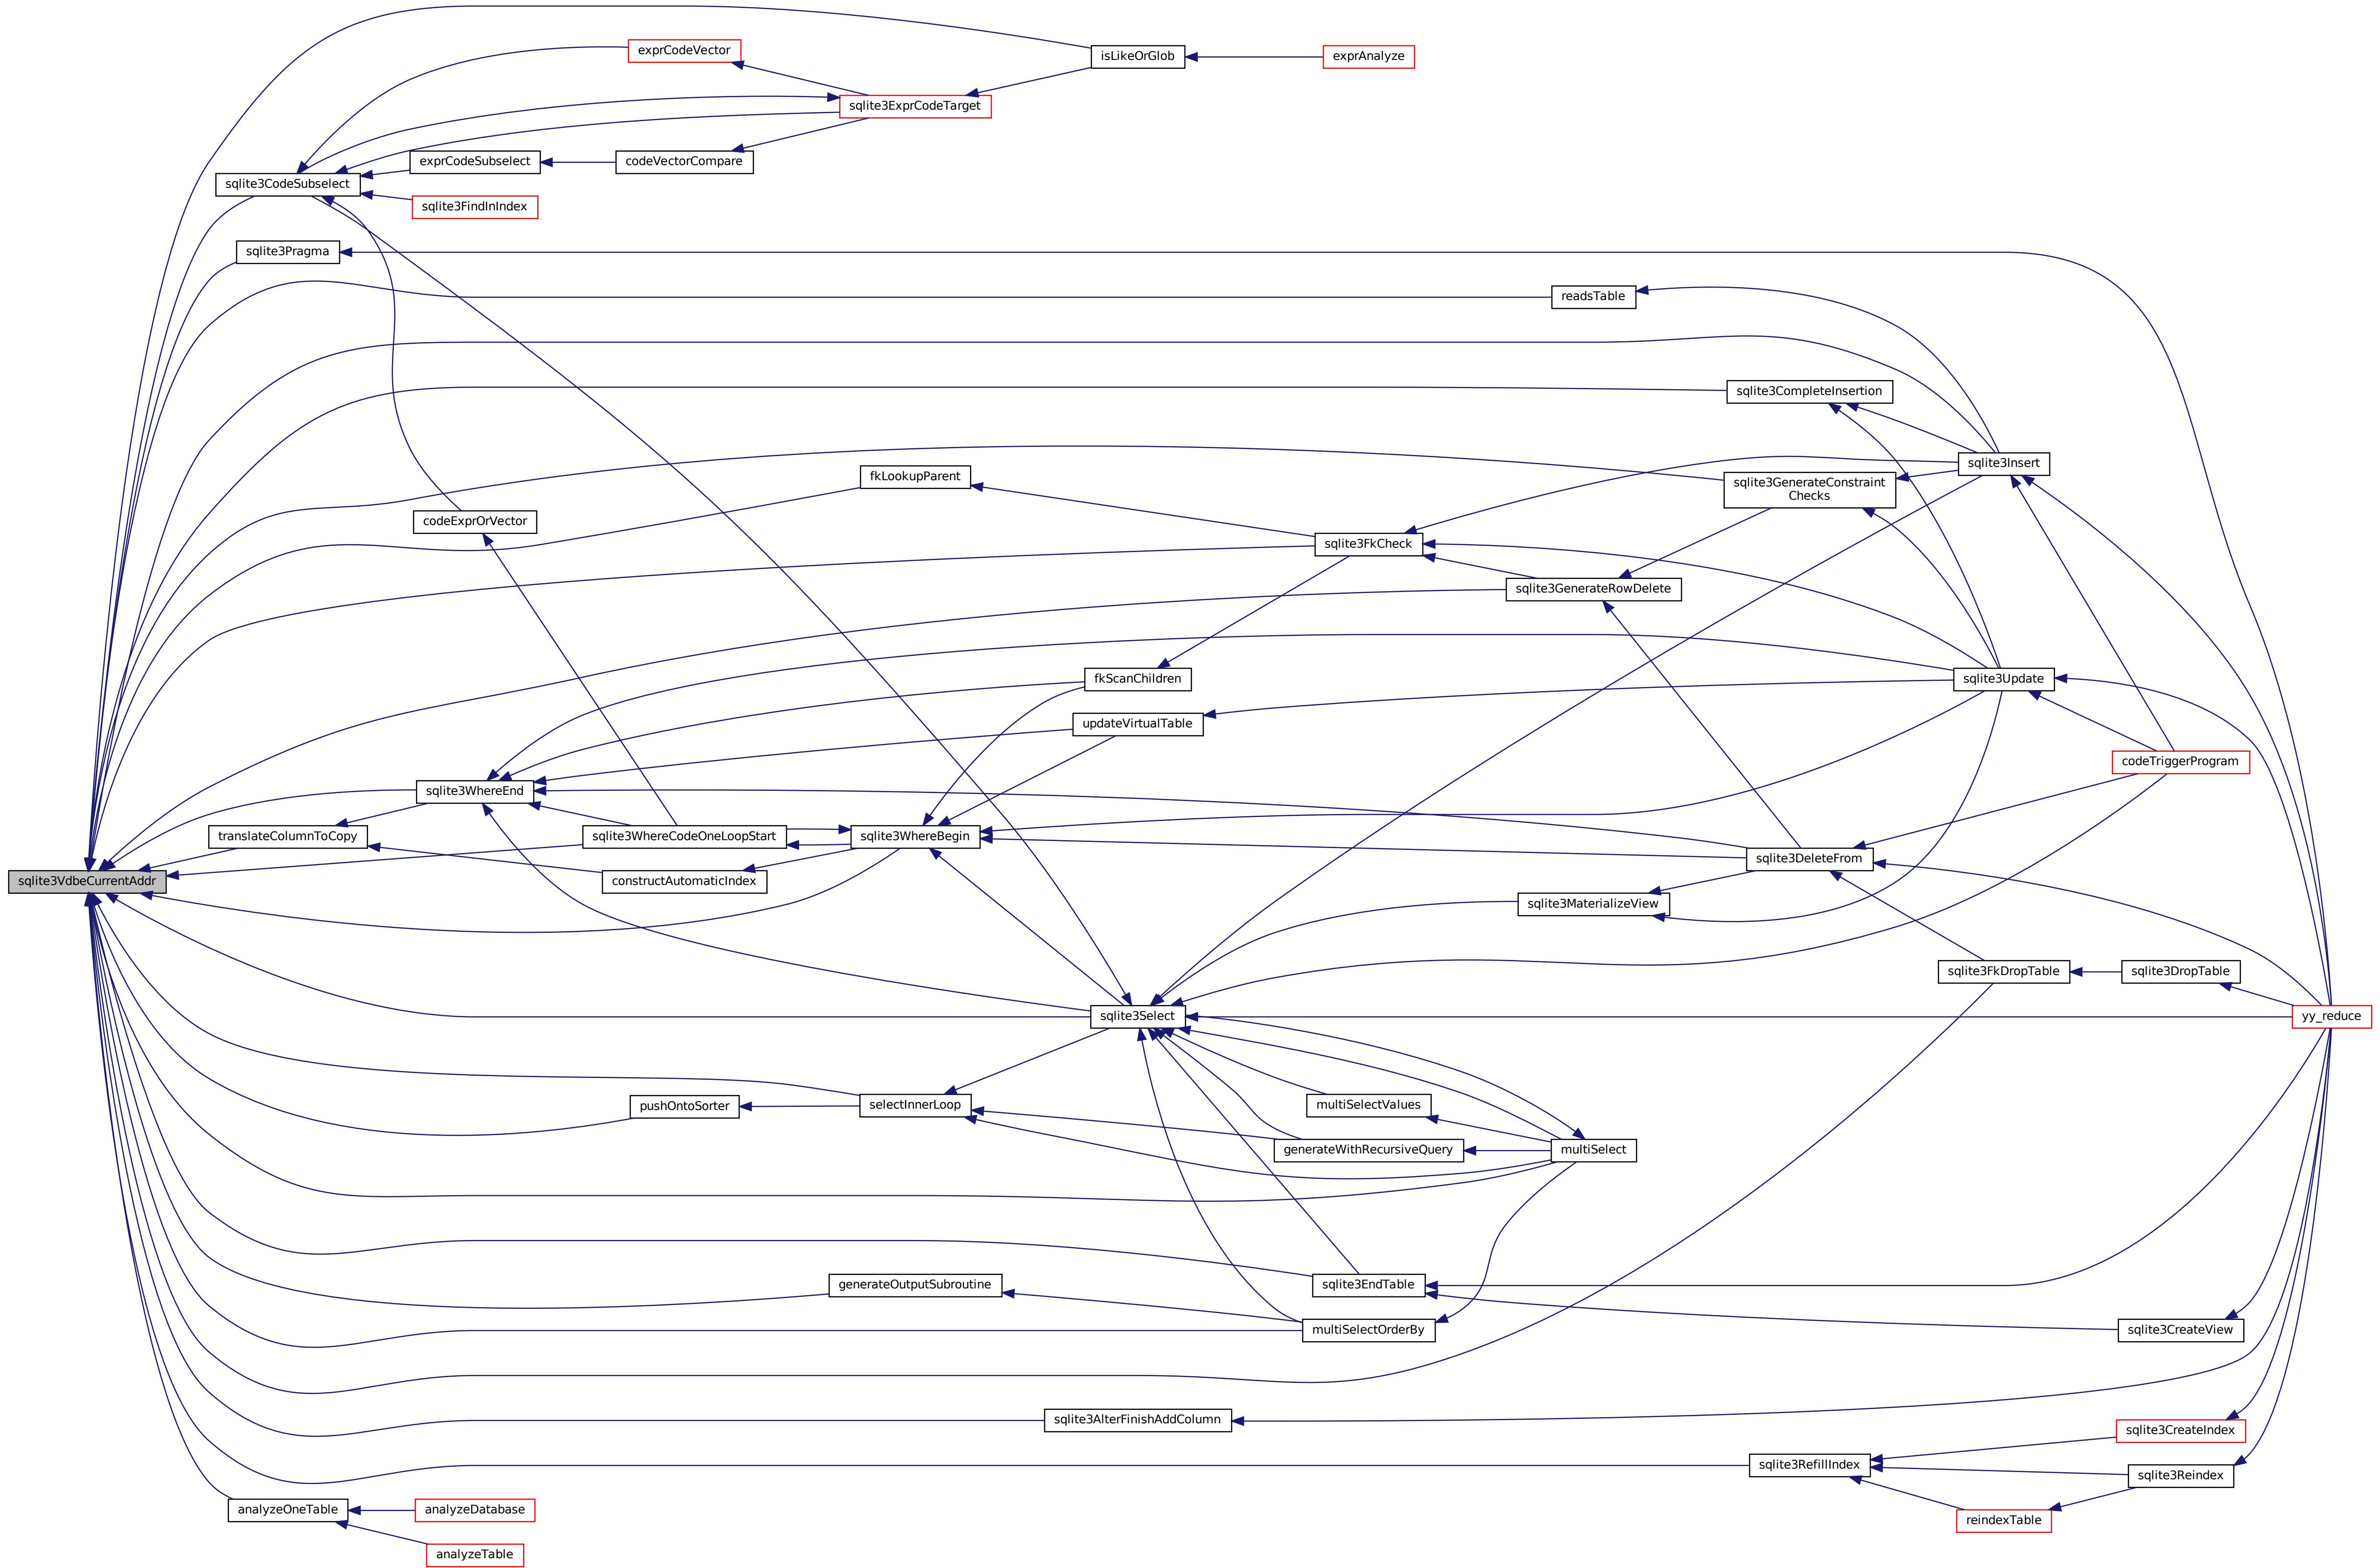 exprCodeVector
isLikeOrGlob
exprAnalyze
sqlite3ExprCodeTarget
exprCodeSubselect
codeVectorCompare
sqlite3CodeSubselect
sqlite3FindInIndex
sqlite3Pragma
readsTable
sqlite3CompleteInsertion
sqlite3Insert
fkLookupParent
sqlite3GenerateConstraint
Checks
codeExprOrVector
sqlite3FkCheck
sqlite3GenerateRowDelete
fkScanChildren
sqlite3Update
updateVirtualTable
codeTriggerProgram
sqlite3WhereEnd
translateColumnToCopy
sqlite3WhereCodeOneLoopStart
sqlite3WhereBegin
sqlite3DeleteFrom
sqlite3VdbeCurrentAddr
constructAutomaticIndex
sqlite3MaterializeView
sqlite3FkDropTable
sqlite3DropTable
sqlite3Select
yy_reduce
selectInnerLoop
pushOntoSorter
multiSelectValues
generateWithRecursiveQuery
multiSelect
generateOutputSubroutine
sqlite3EndTable
multiSelectOrderBy
sqlite3CreateView
sqlite3AlterFinishAddColumn
sqlite3CreateIndex
sqlite3RefillIndex
sqlite3Reindex
analyzeOneTable
analyzeDatabase
reindexTable
analyzeTable